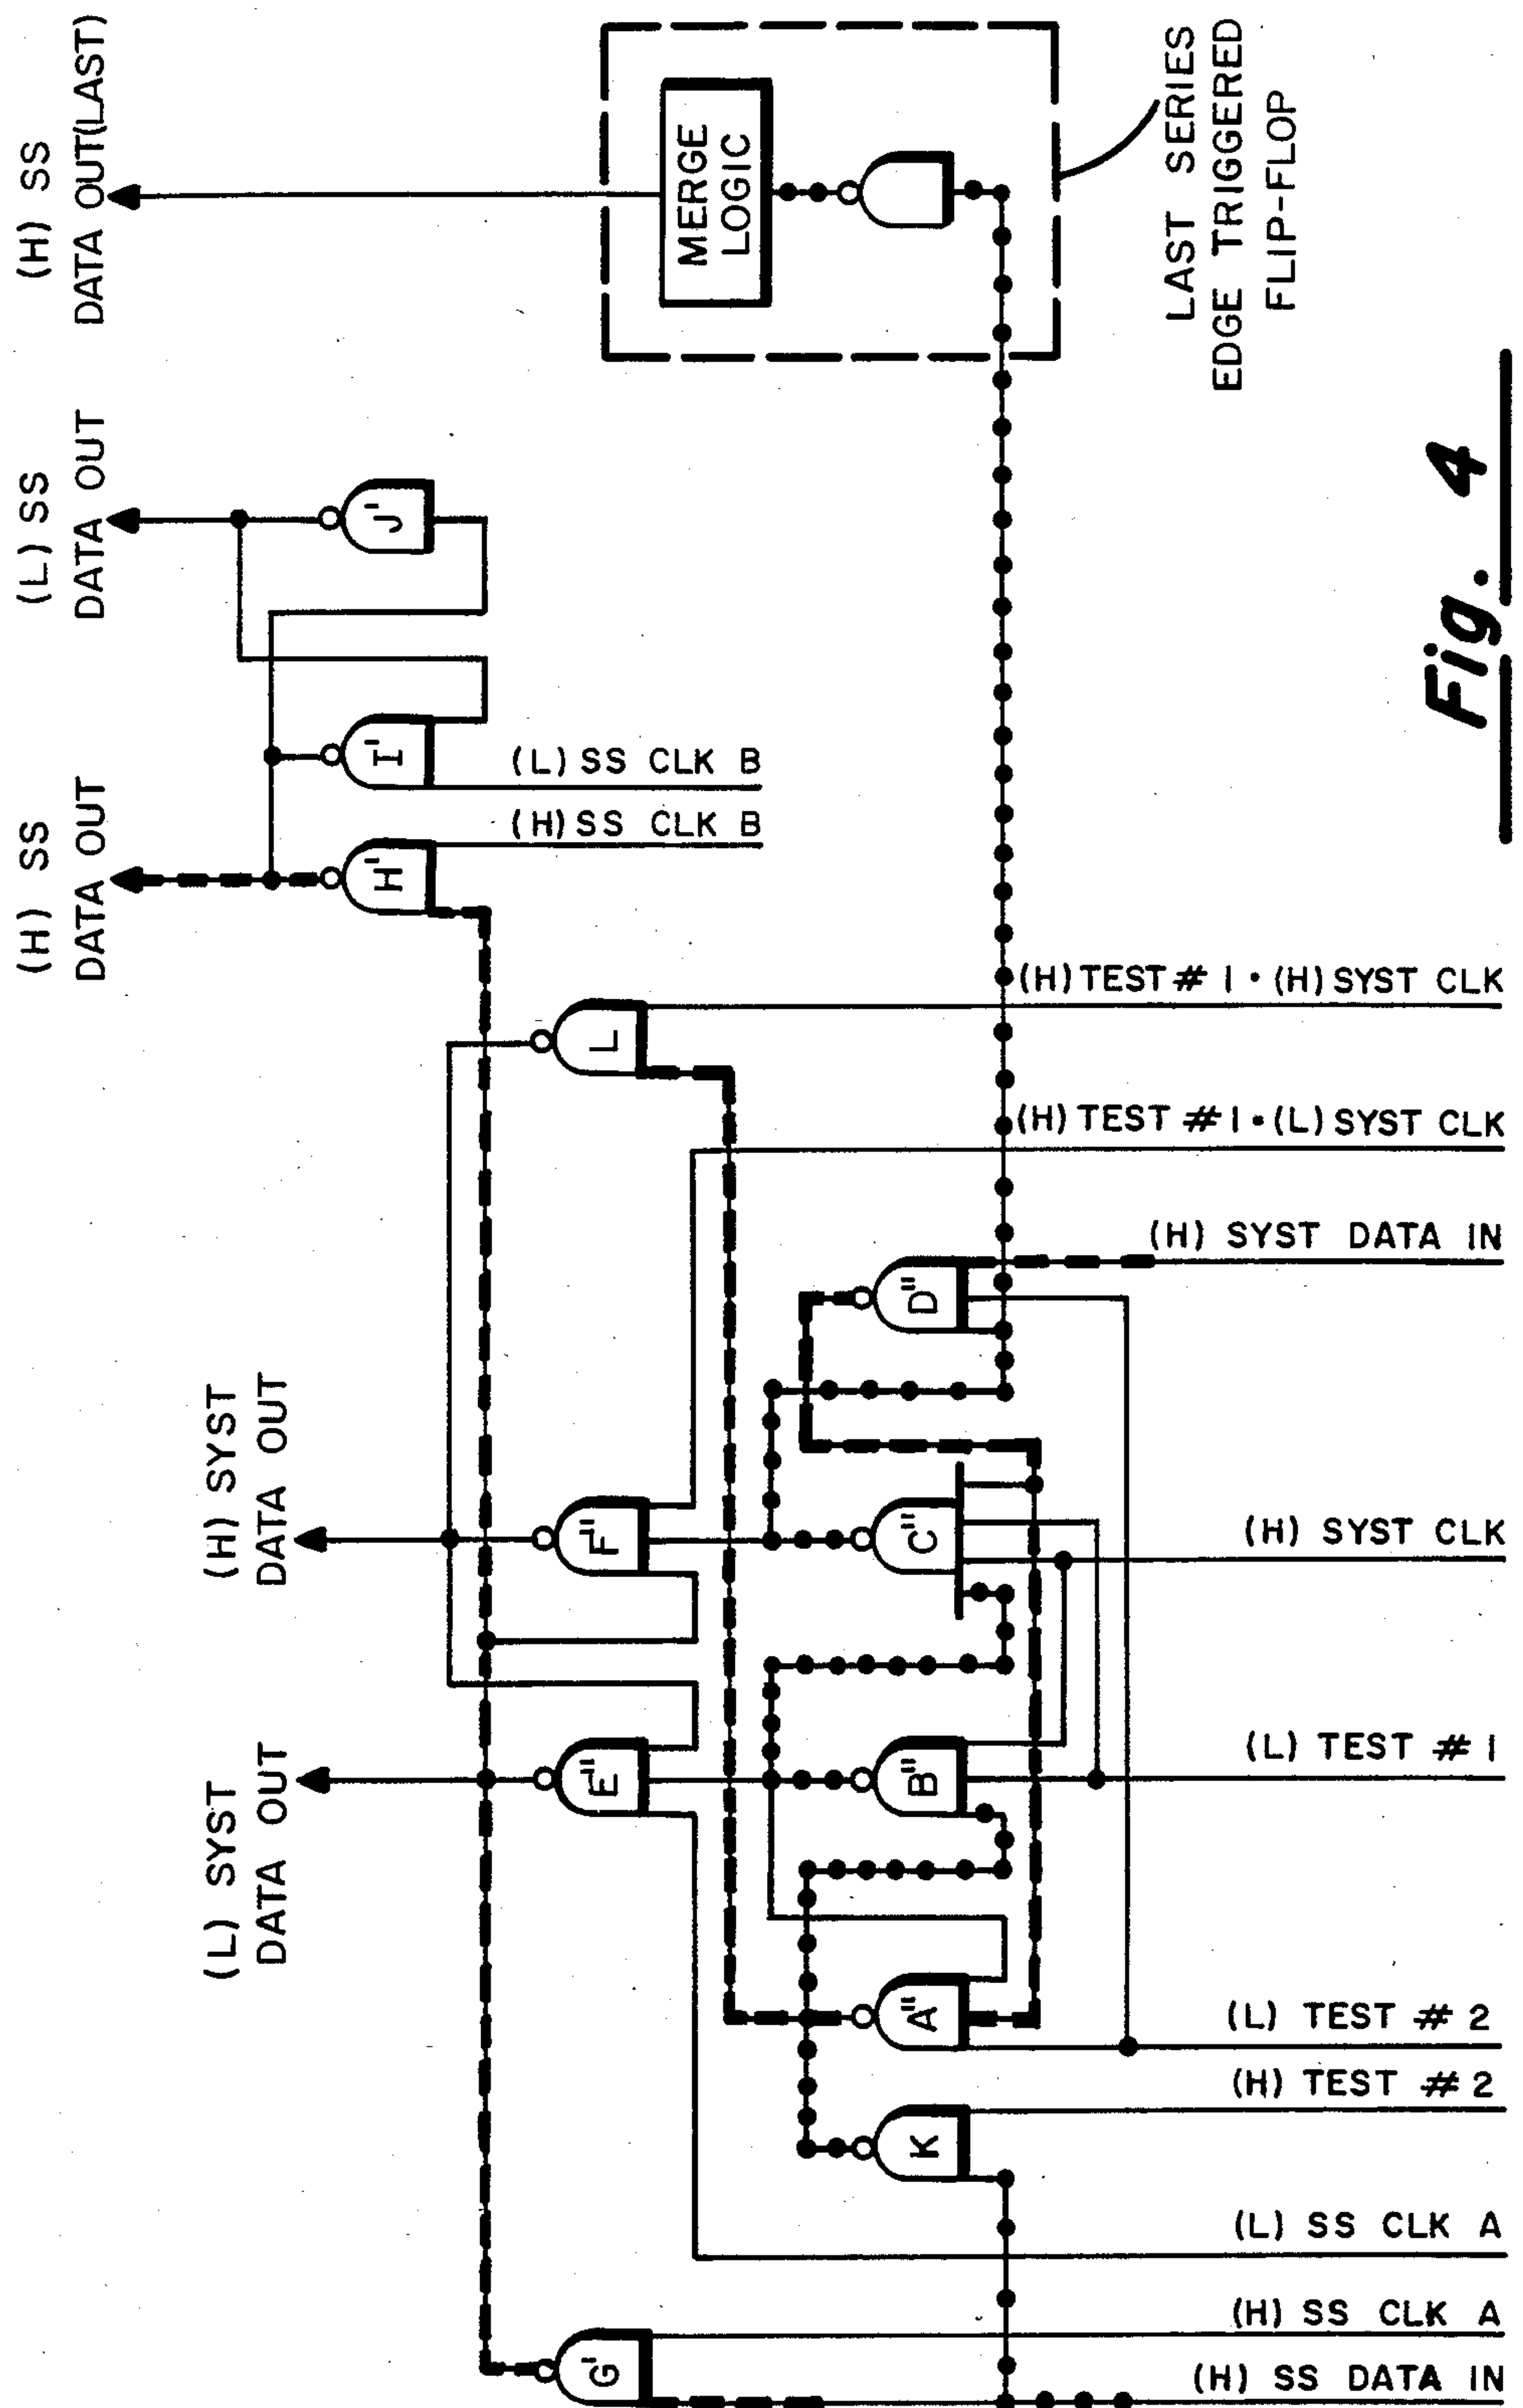 (H) SS
DATA OUT(LAST)
(L) SS
DATA OUT
(H) SS
DATA OUT
(H) SYST
DATA OUT
(L) SYST
DATA OUT
MERGE
LOGIC
LAST SERIES
EDGE TRIGGERED
FLIP-FLOP
J'
I'
H'
(L) SS CLK B
(H) SS CLK B
L
F"
E"
G'
D"
C"
B"
A"
K
(H) TEST # 1 • (H) SYST CLK
(H) TEST # 1 • (L) SYST CLK
(H) SYST DATA IN
(H) SYST CLK
(L) TEST # 1
(L) TEST # 2
(H) TEST # 2
(L) SS CLK A
(H) SS CLK A
(H) SS DATA IN
Fig. 4